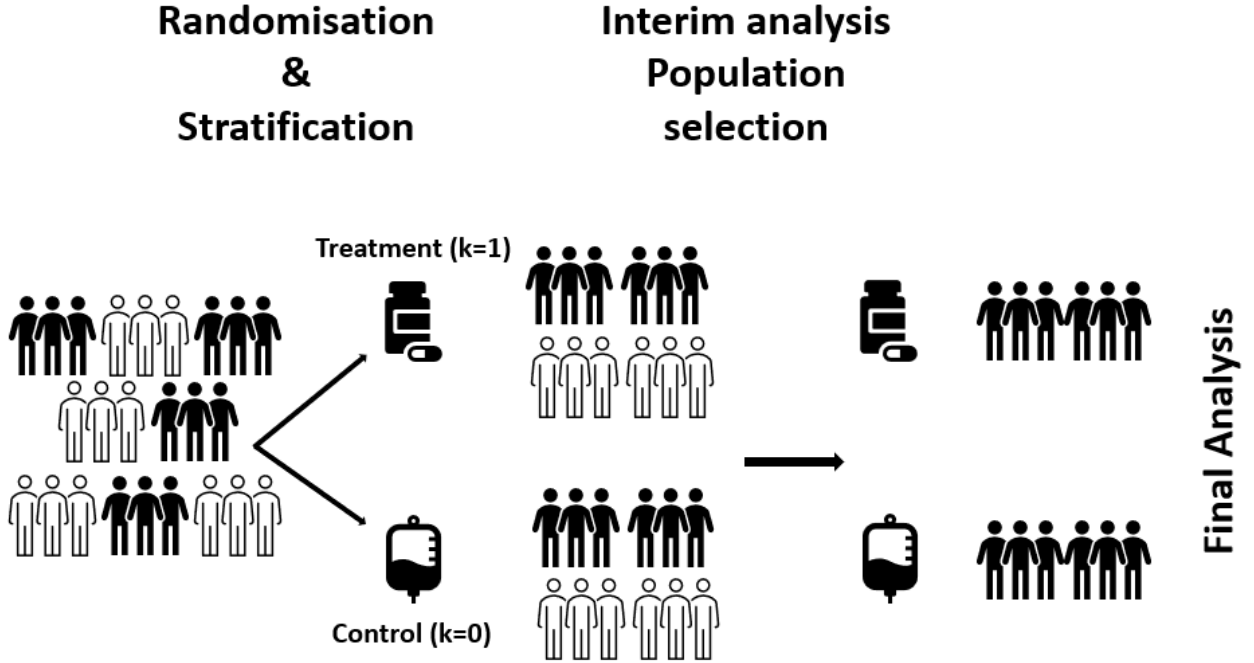 Randomisation
&
Stratification
Interim analysis
Population
selection
Treatment (k=1)
Control (k=0)
Final Analysis